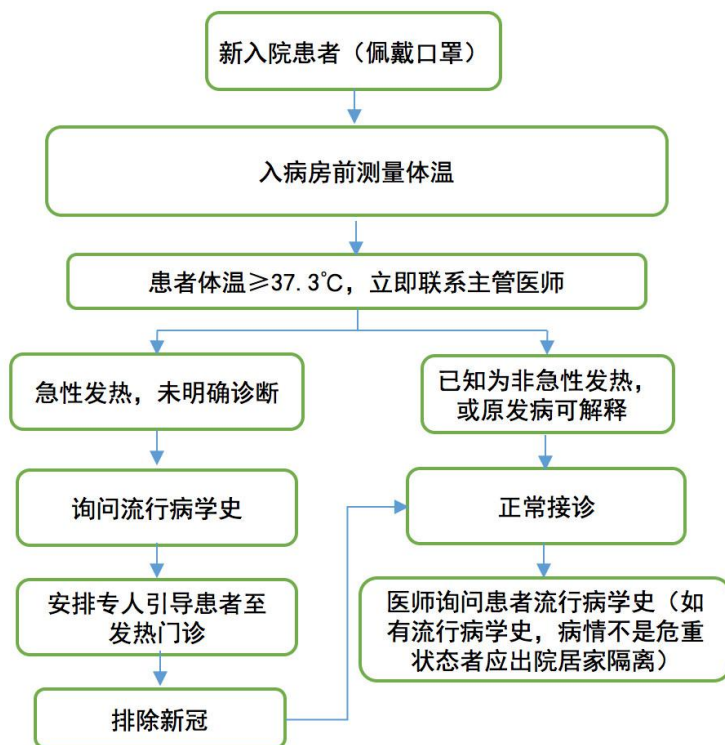 新入院患者（佩戴口罩）
入病房前测量体温
患者体温≥37.3℃，立即联系主管医师
急性发热，未明确诊断
已知为非急性发热，
或原发病可解释
询问流行病学史
正常接诊
安排专人引导患者至
发热门诊
医师询问患者流行病学史（如
有流行病学史，病情不是危重
状态者应出院居家隔离）
排除新冠